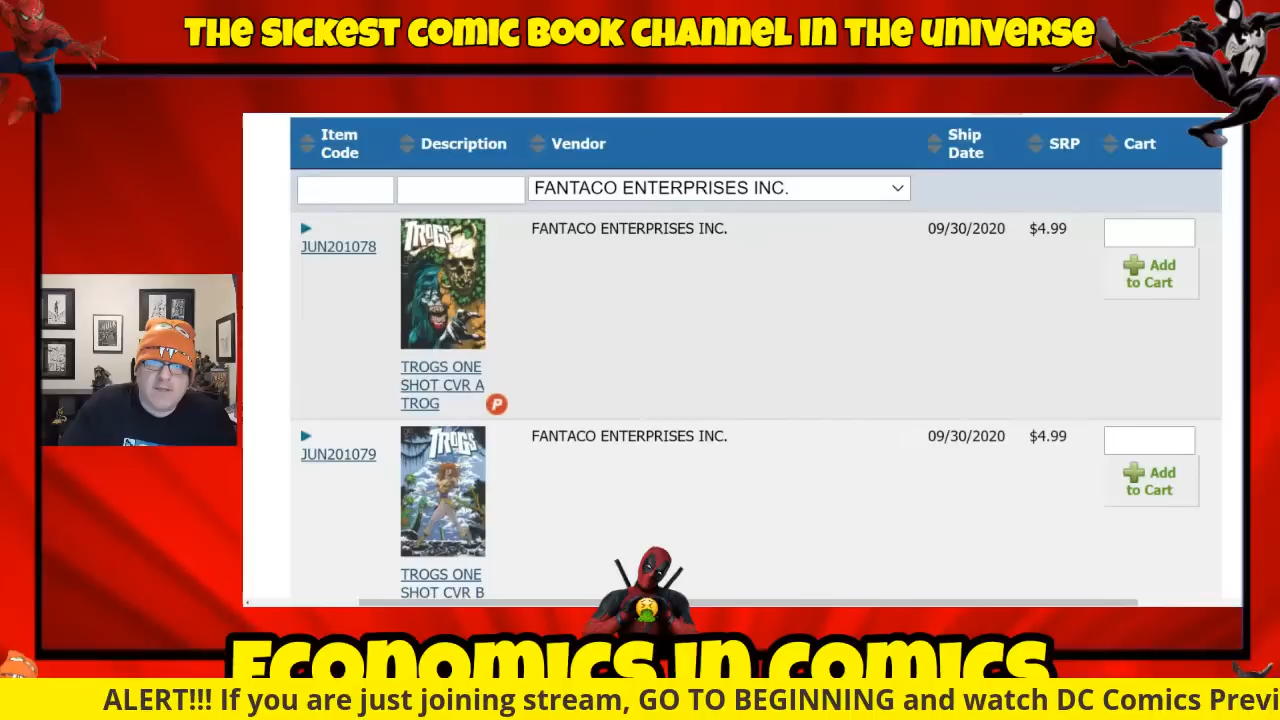 THE SICKEST COMIC BOOK CHANNEL IN THE UNIVERSE
Item Code
Description
Vendor
Ship Date
SRP
Cart
FANTACO ENTERPRISES INC.
JUN201078
TROGS
TROGS ONE
SHOT CVR A
TROG
P
FANTACO ENTERPRISES INC.
09/30/2020
$4.99
Add
to Cart
JUN201079
TROGS
TROGS ONE
SHOT CVR B
FANTACO ENTERPRISES INC.
09/30/2020
$4.99
Add
to Cart
ECONOMICS IN COMICS
ALERT!!! If you are just joining stream, GO TO BEGINNING and watch DC Comics Previ